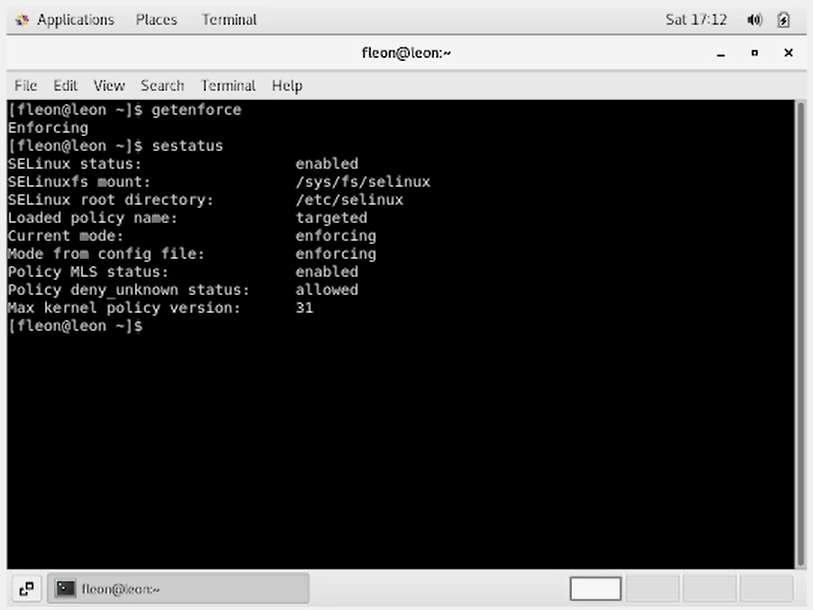 Applications Places Terminal Sat 17:12
fleon@leon:~
File Edit View Search Terminal Help
[fleon@leon ~]$ getenforce
Enforcing
[fleon@leon ~]$ sestatus
SELinux status: enabled
SELinuxfs mount: /sys/fs/selinux
SELinux root directory: /etc/selinux
Loaded policy name: targeted
Current mode: enforcing
Mode from config file: enforcing
Policy MLS status: enabled
Policy deny_unknown status: allowed
Max kernel policy version: 31
[fleon@leon ~]$
fleon@leon:~